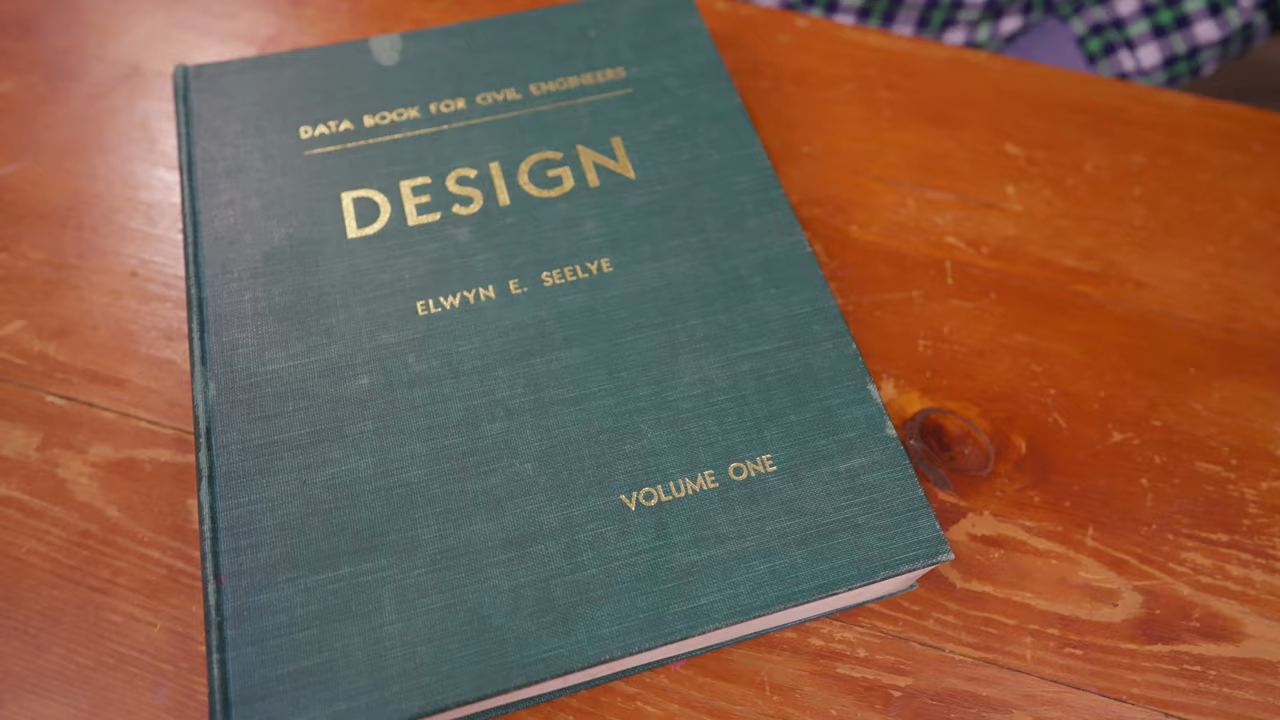 DATA BOOK FOR CIVIL ENGINEERS
DESIGN
ELWYN E. SEELYE
VOLUME ONE